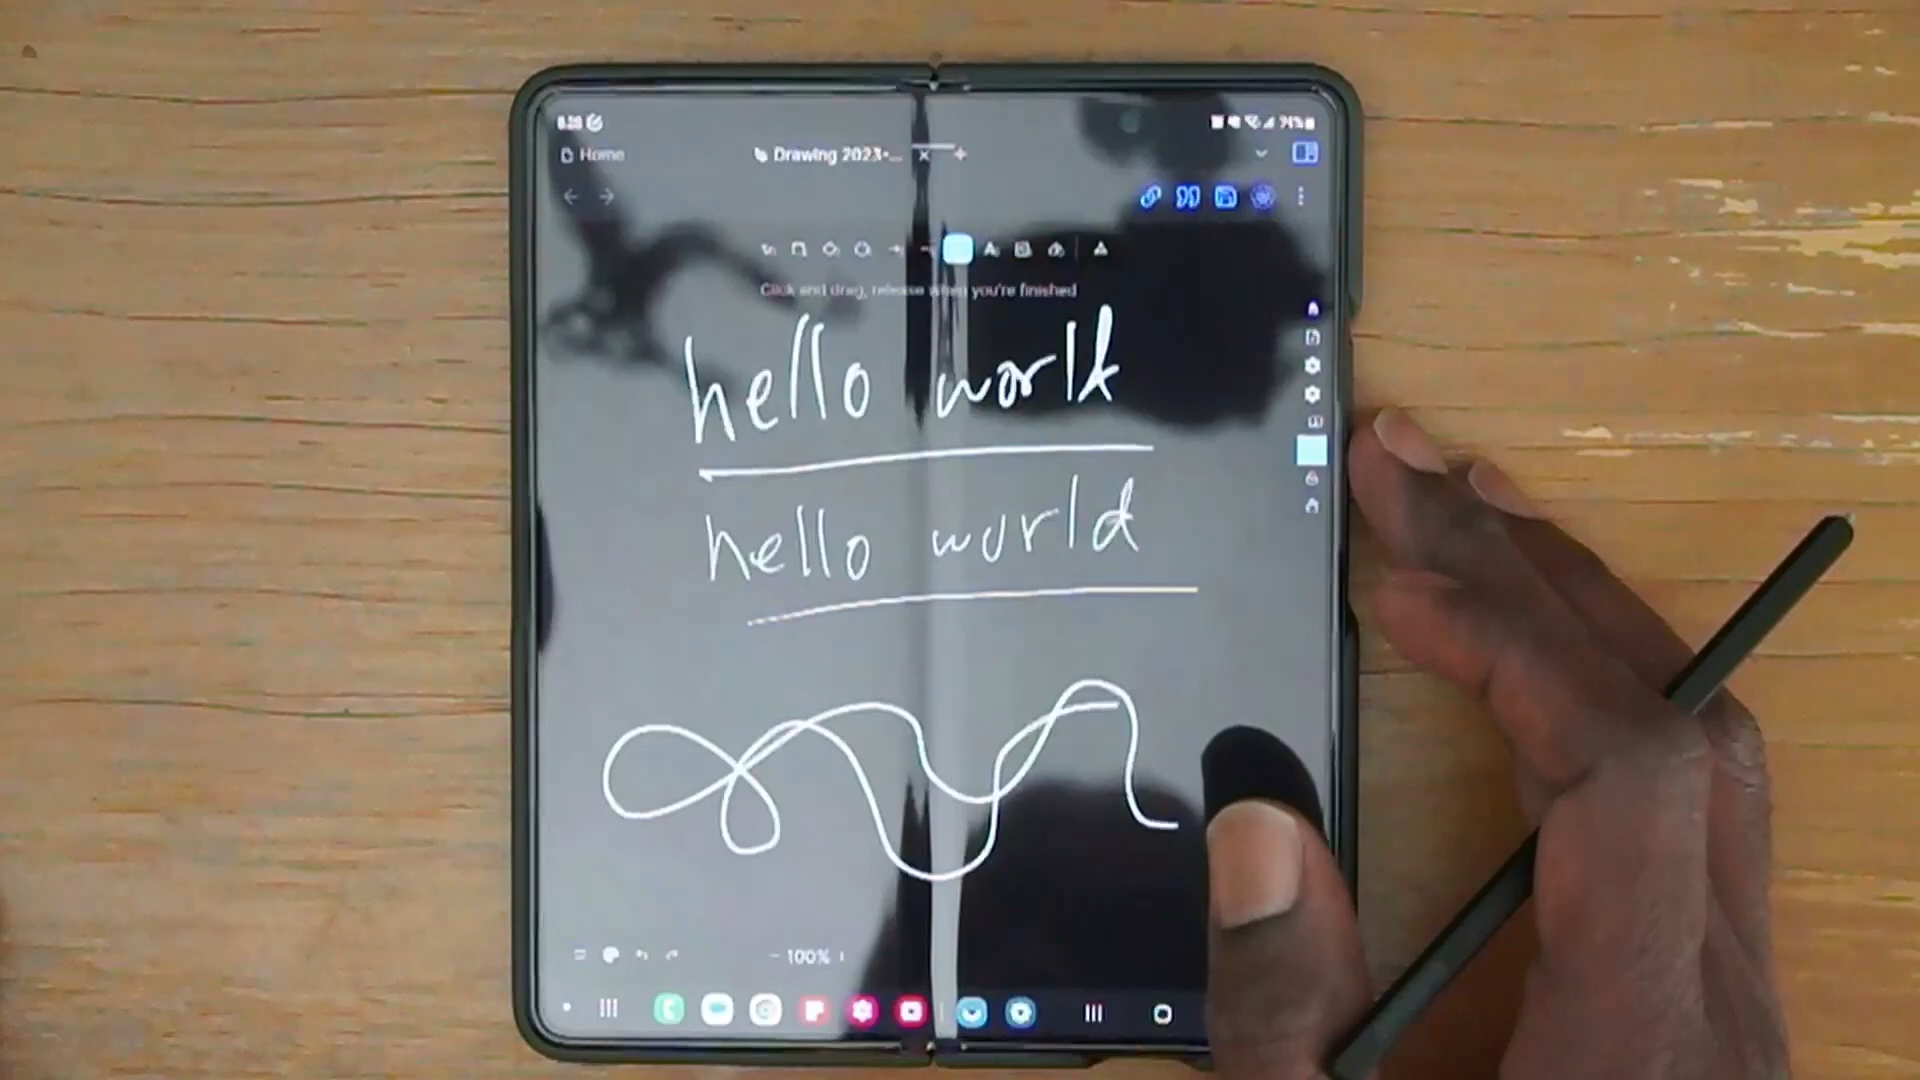 Home
Drawing 2023-...
Click and drag, release when you're finished
hello world
hello world
100%